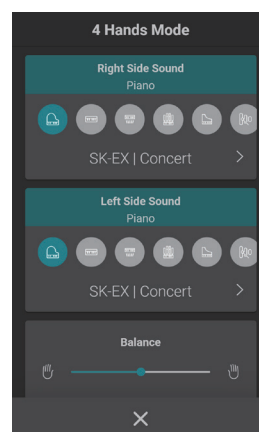 4 Hands Mode
Right Side Sound
Piano
SK-EX | Concert
Left Side Sound
Piano
SK-EX | Concert
Balance